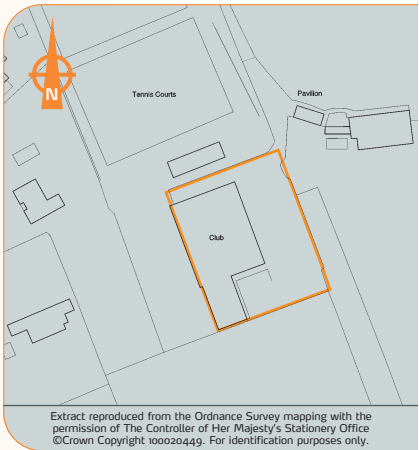 Tennis Courts
Pavilion
N
Club
Extract reproduced from the Ordnance Survey mapping with the
permission of The Controller of Her Majesty's Stationery Office
©Crown Copyright 100020449. For identification purposes only.